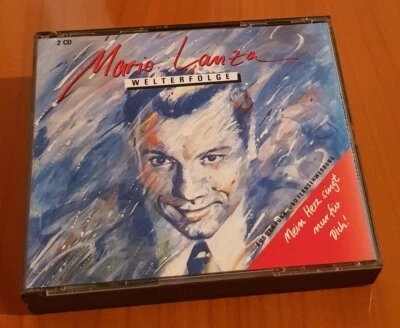 2 CD
Mario Lanza
WELTERFOLGE
Mein Herz singt
nur für
Dich!